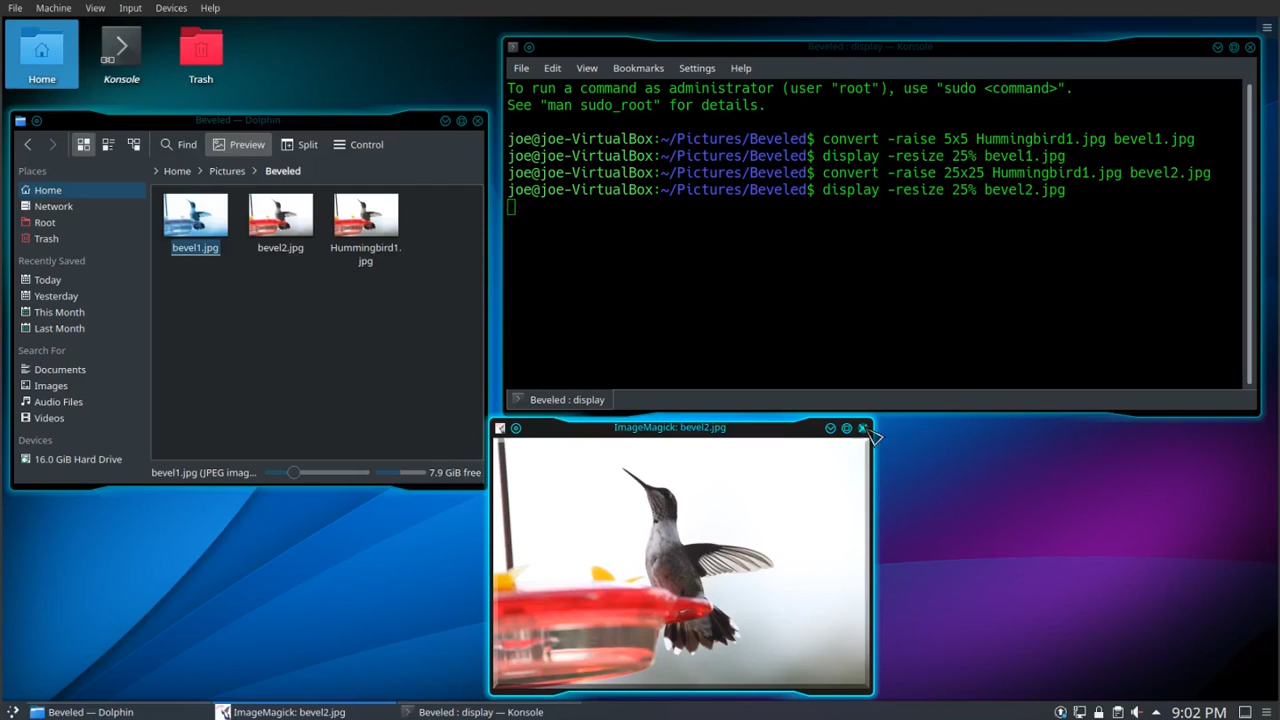 File Machine View Input Devices Help
Home
Konsole
Trash
Beveled — Dolphin
Find Preview Split Control
Places
Home
Network
Root
Trash
Recently Saved
Today
Yesterday
This Month
Last Month
Search For
Documents
Images
Audio Files
Videos
Devices
16.0 GiB Hard Drive
Home > Pictures > Beveled
bevel1.jpg
bevel2.jpg
Hummingbird1.
jpg
bevel1.jpg (JPEG imag...
7.9 GiB free
Beveled : display — Konsole
File Edit View Bookmarks Settings Help
To run a command as administrator (user "root"), use "sudo <command>".
See "man sudo_root" for details.
joe@joe-VirtualBox:~/Pictures/Beveled$ convert -raise 5x5 Hummingbird1.jpg bevel1.jpg
joe@joe-VirtualBox:~/Pictures/Beveled$ display -resize 25% bevel1.jpg
joe@joe-VirtualBox:~/Pictures/Beveled$ convert -raise 25x25 Hummingbird1.jpg bevel2.jpg
joe@joe-VirtualBox:~/Pictures/Beveled$ display -resize 25% bevel2.jpg
Beveled : display
ImageMagick: bevel2.jpg
Beveled — Dolphin
ImageMagick: bevel2.jpg
Beveled : display — Konsole
9:02 PM